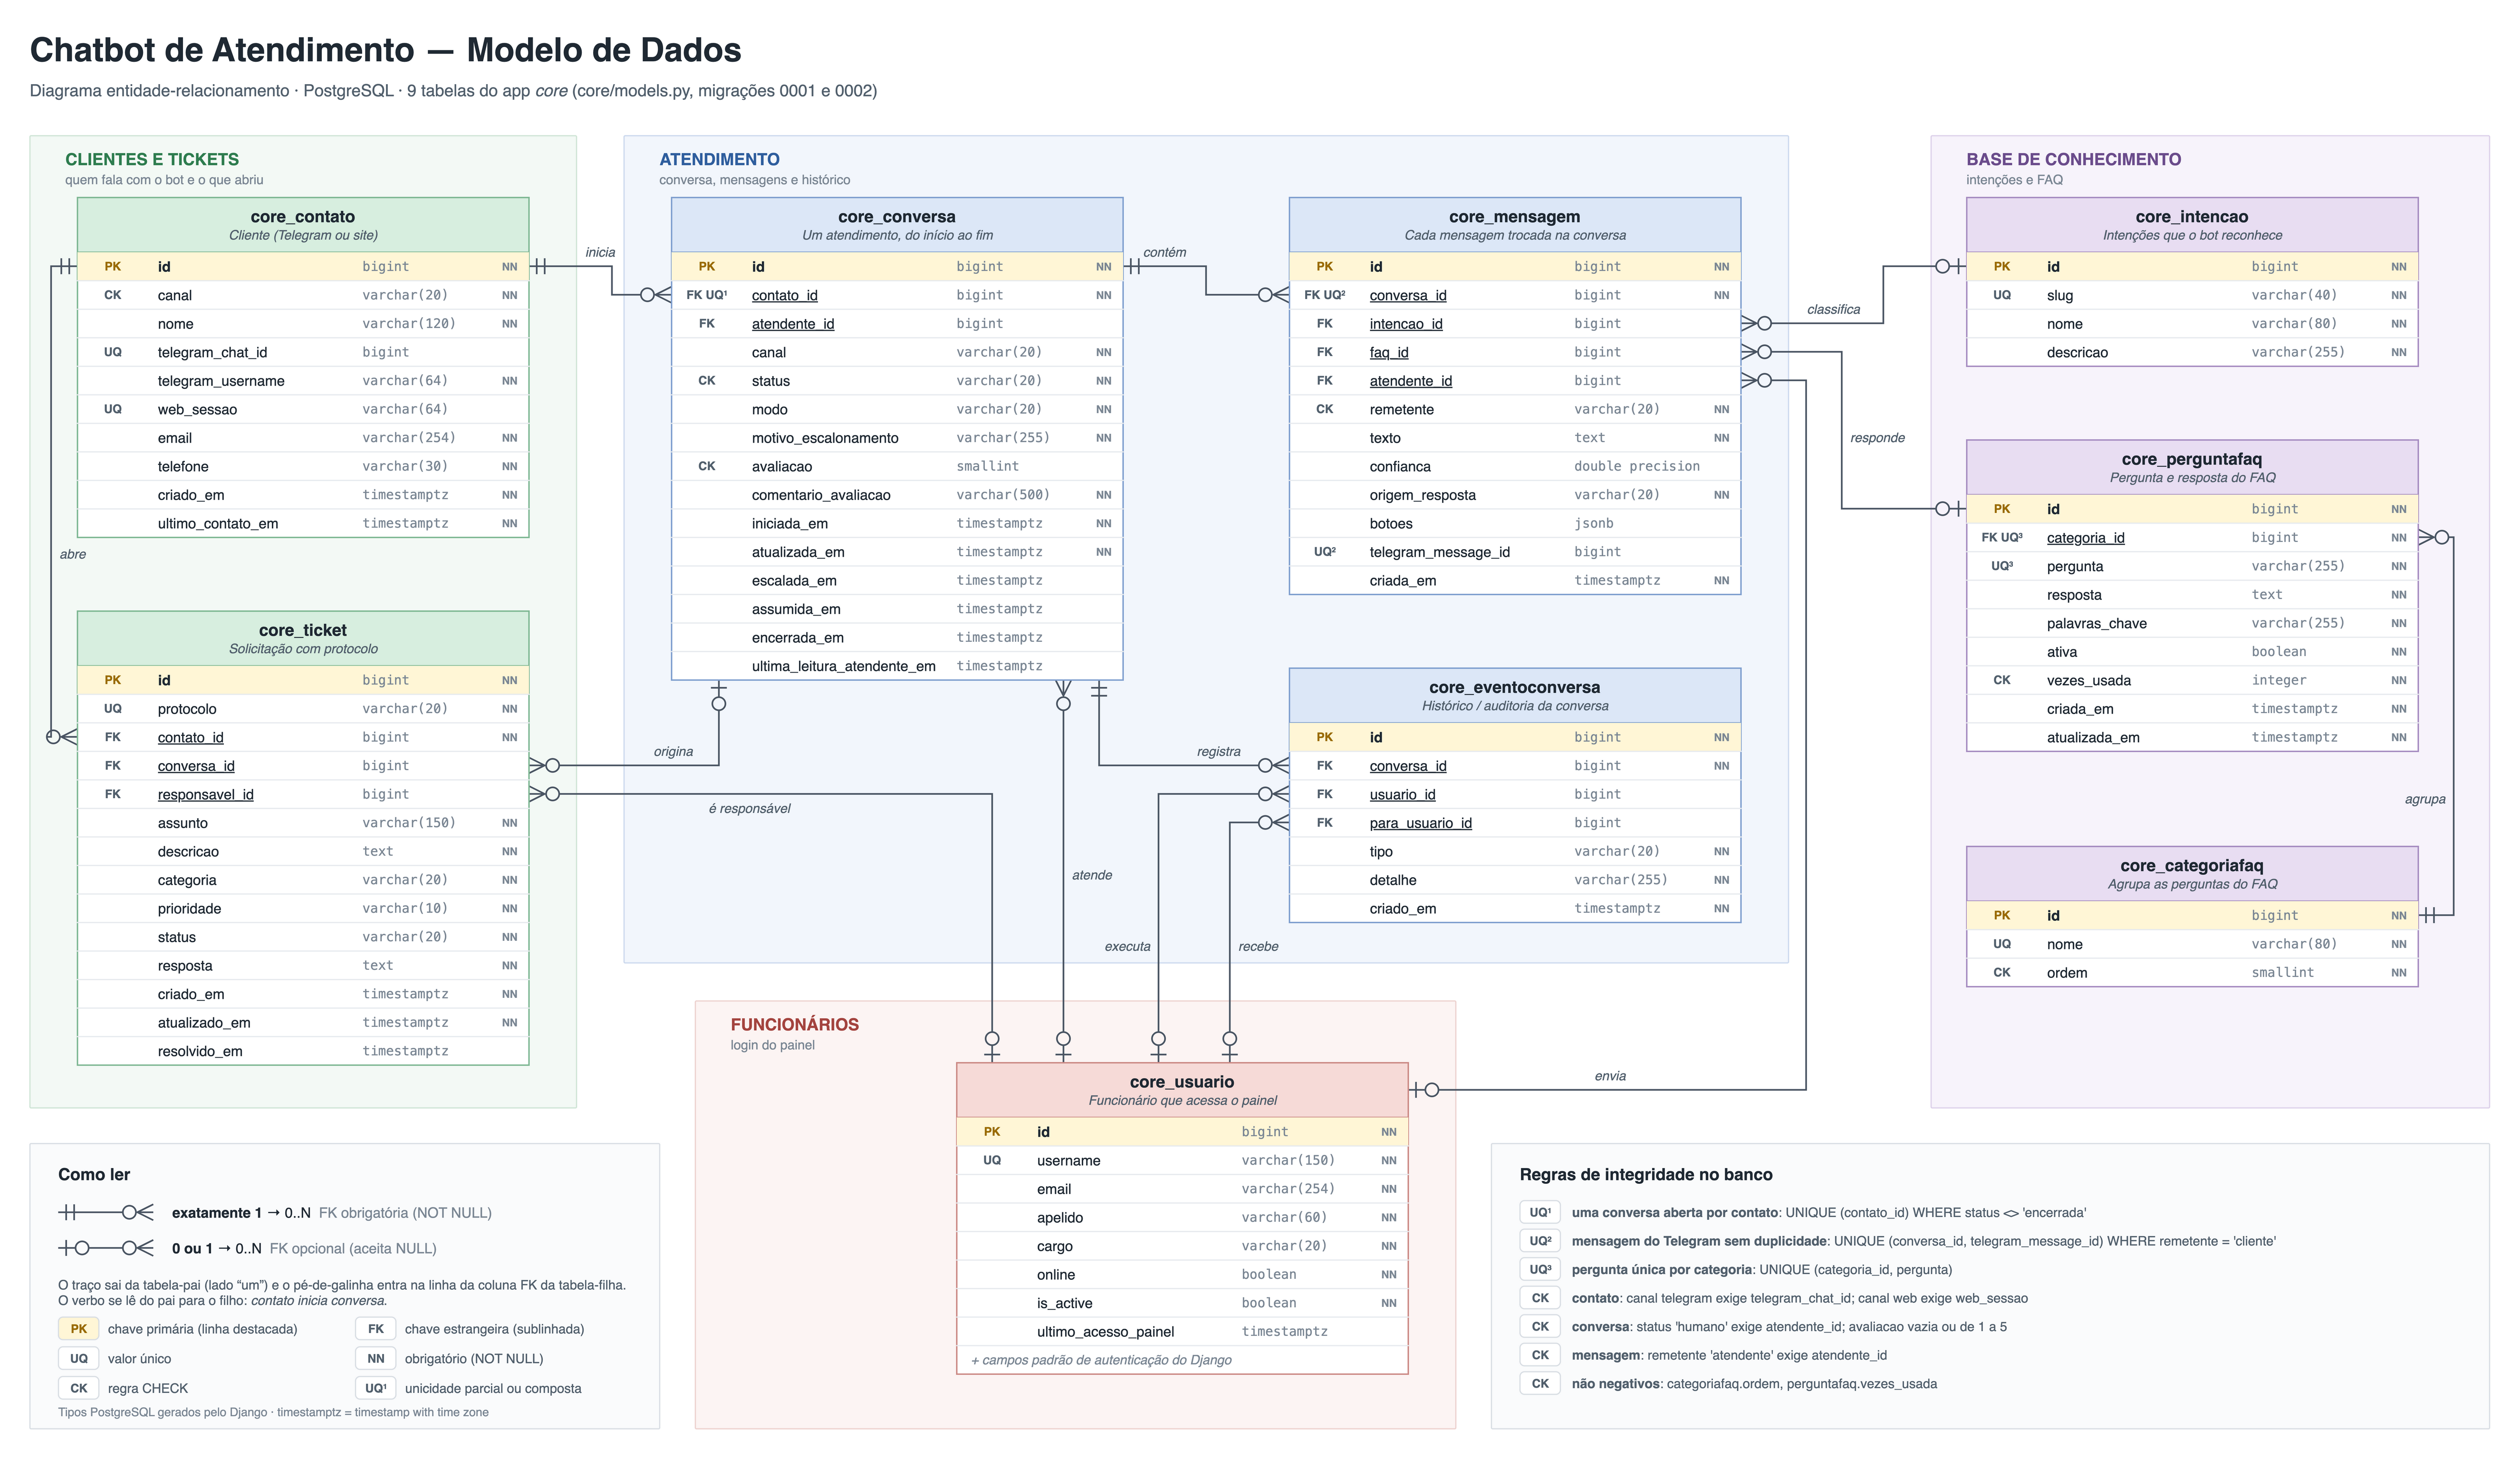 Chatbot de Atendimento — Modelo de Dados
Diagrama entidade-relacionamento · PostgreSQL · 9 tabelas do app core (core/models.py, migrações 0001 e 0002)
CLIENTES E TICKETS
quem fala com o bot e o que abriu
core_contato
Cliente (Telegram ou site)
PK id bigint NN
CK canal varchar(20) NN
nome varchar(120) NN
UQ telegram_chat_id bigint
telegram_username varchar(64) NN
UQ web_sessao varchar(64)
email varchar(254) NN
telefone varchar(30) NN
criado_em timestamptz NN
ultimo_contato_em timestamptz NN
abre
core_ticket
Solicitação com protocolo
PK id bigint NN
UQ protocolo varchar(20) NN
FK contato_id bigint NN
FK conversa_id bigint
FK responsavel_id bigint
assunto varchar(150) NN
descricao text NN
categoria varchar(20) NN
prioridade varchar(10) NN
status varchar(20) NN
resposta text NN
criado_em timestamptz NN
atualizado_em timestamptz NN
resolvido_em timestamptz
inicia
origina
é responsável
ATENDIMENTO
conversa, mensagens e histórico
core_conversa
Um atendimento, do início ao fim
PK id bigint NN
FK UQ¹ contato_id bigint NN
FK atendente_id bigint
canal varchar(20) NN
CK status varchar(20) NN
modo varchar(20) NN
motivo_escalonamento varchar(255) NN
CK avaliacao smallint
comentario_avaliacao varchar(500) NN
iniciada_em timestamptz NN
atualizada_em timestamptz NN
escalada_em timestamptz
assumida_em timestamptz
encerrada_em timestamptz
ultima_leitura_atendente_em timestamptz
contém
registra
atende
executa
recebe
core_mensagem
Cada mensagem trocada na conversa
PK id bigint NN
FK UQ² conversa_id bigint NN
FK intencao_id bigint
FK faq_id bigint
FK atendente_id bigint
CK remetente varchar(20) NN
texto text NN
confianca double precision
origem_resposta varchar(20) NN
botoes jsonb
UQ² telegram_message_id bigint
criada_em timestamptz NN
core_eventoconversa
Histórico / auditoria da conversa
PK id bigint NN
FK conversa_id bigint NN
FK usuario_id bigint
FK para_usuario_id bigint
tipo varchar(20) NN
detalhe varchar(255) NN
criado_em timestamptz NN
classifica
responde
envia
BASE DE CONHECIMENTO
intenções e FAQ
core_intencao
Intenções que o bot reconhece
PK id bigint NN
UQ slug varchar(40) NN
nome varchar(80) NN
descricao varchar(255) NN
core_perguntafaq
Pergunta e resposta do FAQ
PK id bigint NN
FK UQ³ categoria_id bigint NN
UQ³ pergunta varchar(255) NN
resposta text NN
palavras_chave varchar(255) NN
ativa boolean NN
CK vezes_usada integer NN
criada_em timestamptz NN
atualizada_em timestamptz NN
agrupa
core_categoriafaq
Agrupa as perguntas do FAQ
PK id bigint NN
UQ nome varchar(80) NN
CK ordem smallint NN
FUNCIONÁRIOS
login do painel
core_usuario
Funcionário que acessa o painel
PK id bigint NN
UQ username varchar(150) NN
email varchar(254) NN
apelido varchar(60) NN
cargo varchar(20) NN
online boolean NN
is_active boolean NN
ultimo_acesso_painel timestamptz
+ campos padrão de autenticação do Django
Como ler
exatamente 1 → 0..N FK obrigatória (NOT NULL)
0 ou 1 → 0..N FK opcional (aceita NULL)
O traço sai da tabela-pai (lado “um”) e o pé-de-galinha entra na linha da coluna FK da tabela-filha.
O verbo se lê do pai para o filho: contato inicia conversa.
PK chave primária (linha destacada) FK chave estrangeira (sublinhada)
UQ valor único NN obrigatório (NOT NULL)
CK regra CHECK UQ¹ unicidade parcial ou composta
Tipos PostgreSQL gerados pelo Django · timestamptz = timestamp with time zone
Regras de integridade no banco
UQ¹ uma conversa aberta por contato: UNIQUE (contato_id) WHERE status <> 'encerrada'
UQ² mensagem do Telegram sem duplicidade: UNIQUE (conversa_id, telegram_message_id) WHERE remetente = 'cliente'
UQ³ pergunta única por categoria: UNIQUE (categoria_id, pergunta)
CK contato: canal telegram exige telegram_chat_id; canal web exige web_sessao
CK conversa: status 'humano' exige atendente_id; avaliacao vazia ou de 1 a 5
CK mensagem: remetente 'atendente' exige atendente_id
CK não negativos: categoriafaq.ordem, perguntafaq.vezes_usada